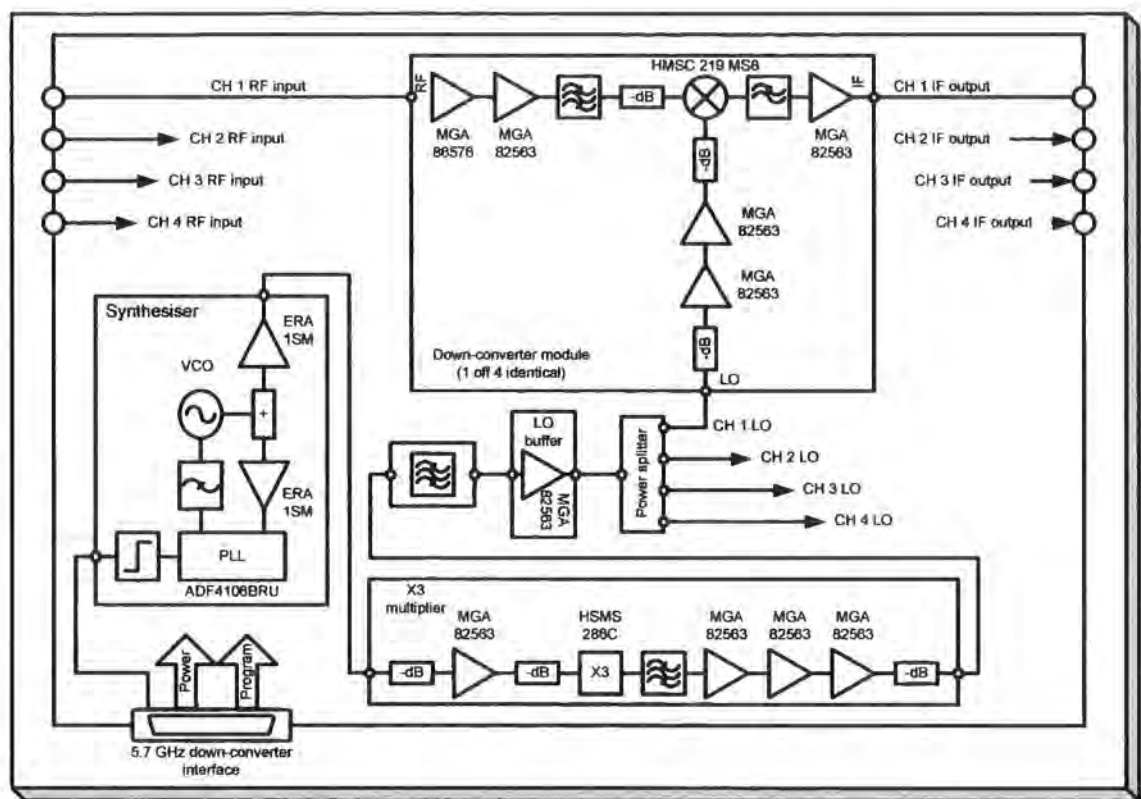 HMSC 219 MS8
CH 1 RF input
RF
-dB
IF
CH 1 IF output
MGA
86576
MGA
82563
MGA
82563
CH 2 RF input
CH 2 IF output
-dB
CH 3 RF input
CH 3 IF output
MGA
82563
CH 4 RF input
CH 4 IF output
MGA
82563
Synthesiser
ERA
1SM
-dB
VCO
Down-converter module
(1 off 4 identical)
LO
+
LO
buffer
CH 1 LO
Power splitter
CH 2 LO
ERA
1SM
MGA
82563
CH 3 LO
CH 4 LO
PLL
ADF4106BRU
X3
multiplier
MGA
82563
HSMS
286C
MGA
82563
MGA
82563
MGA
82563
-dB
-dB
X3
-dB
Power
Program
5.7 GHz down-converter
interface